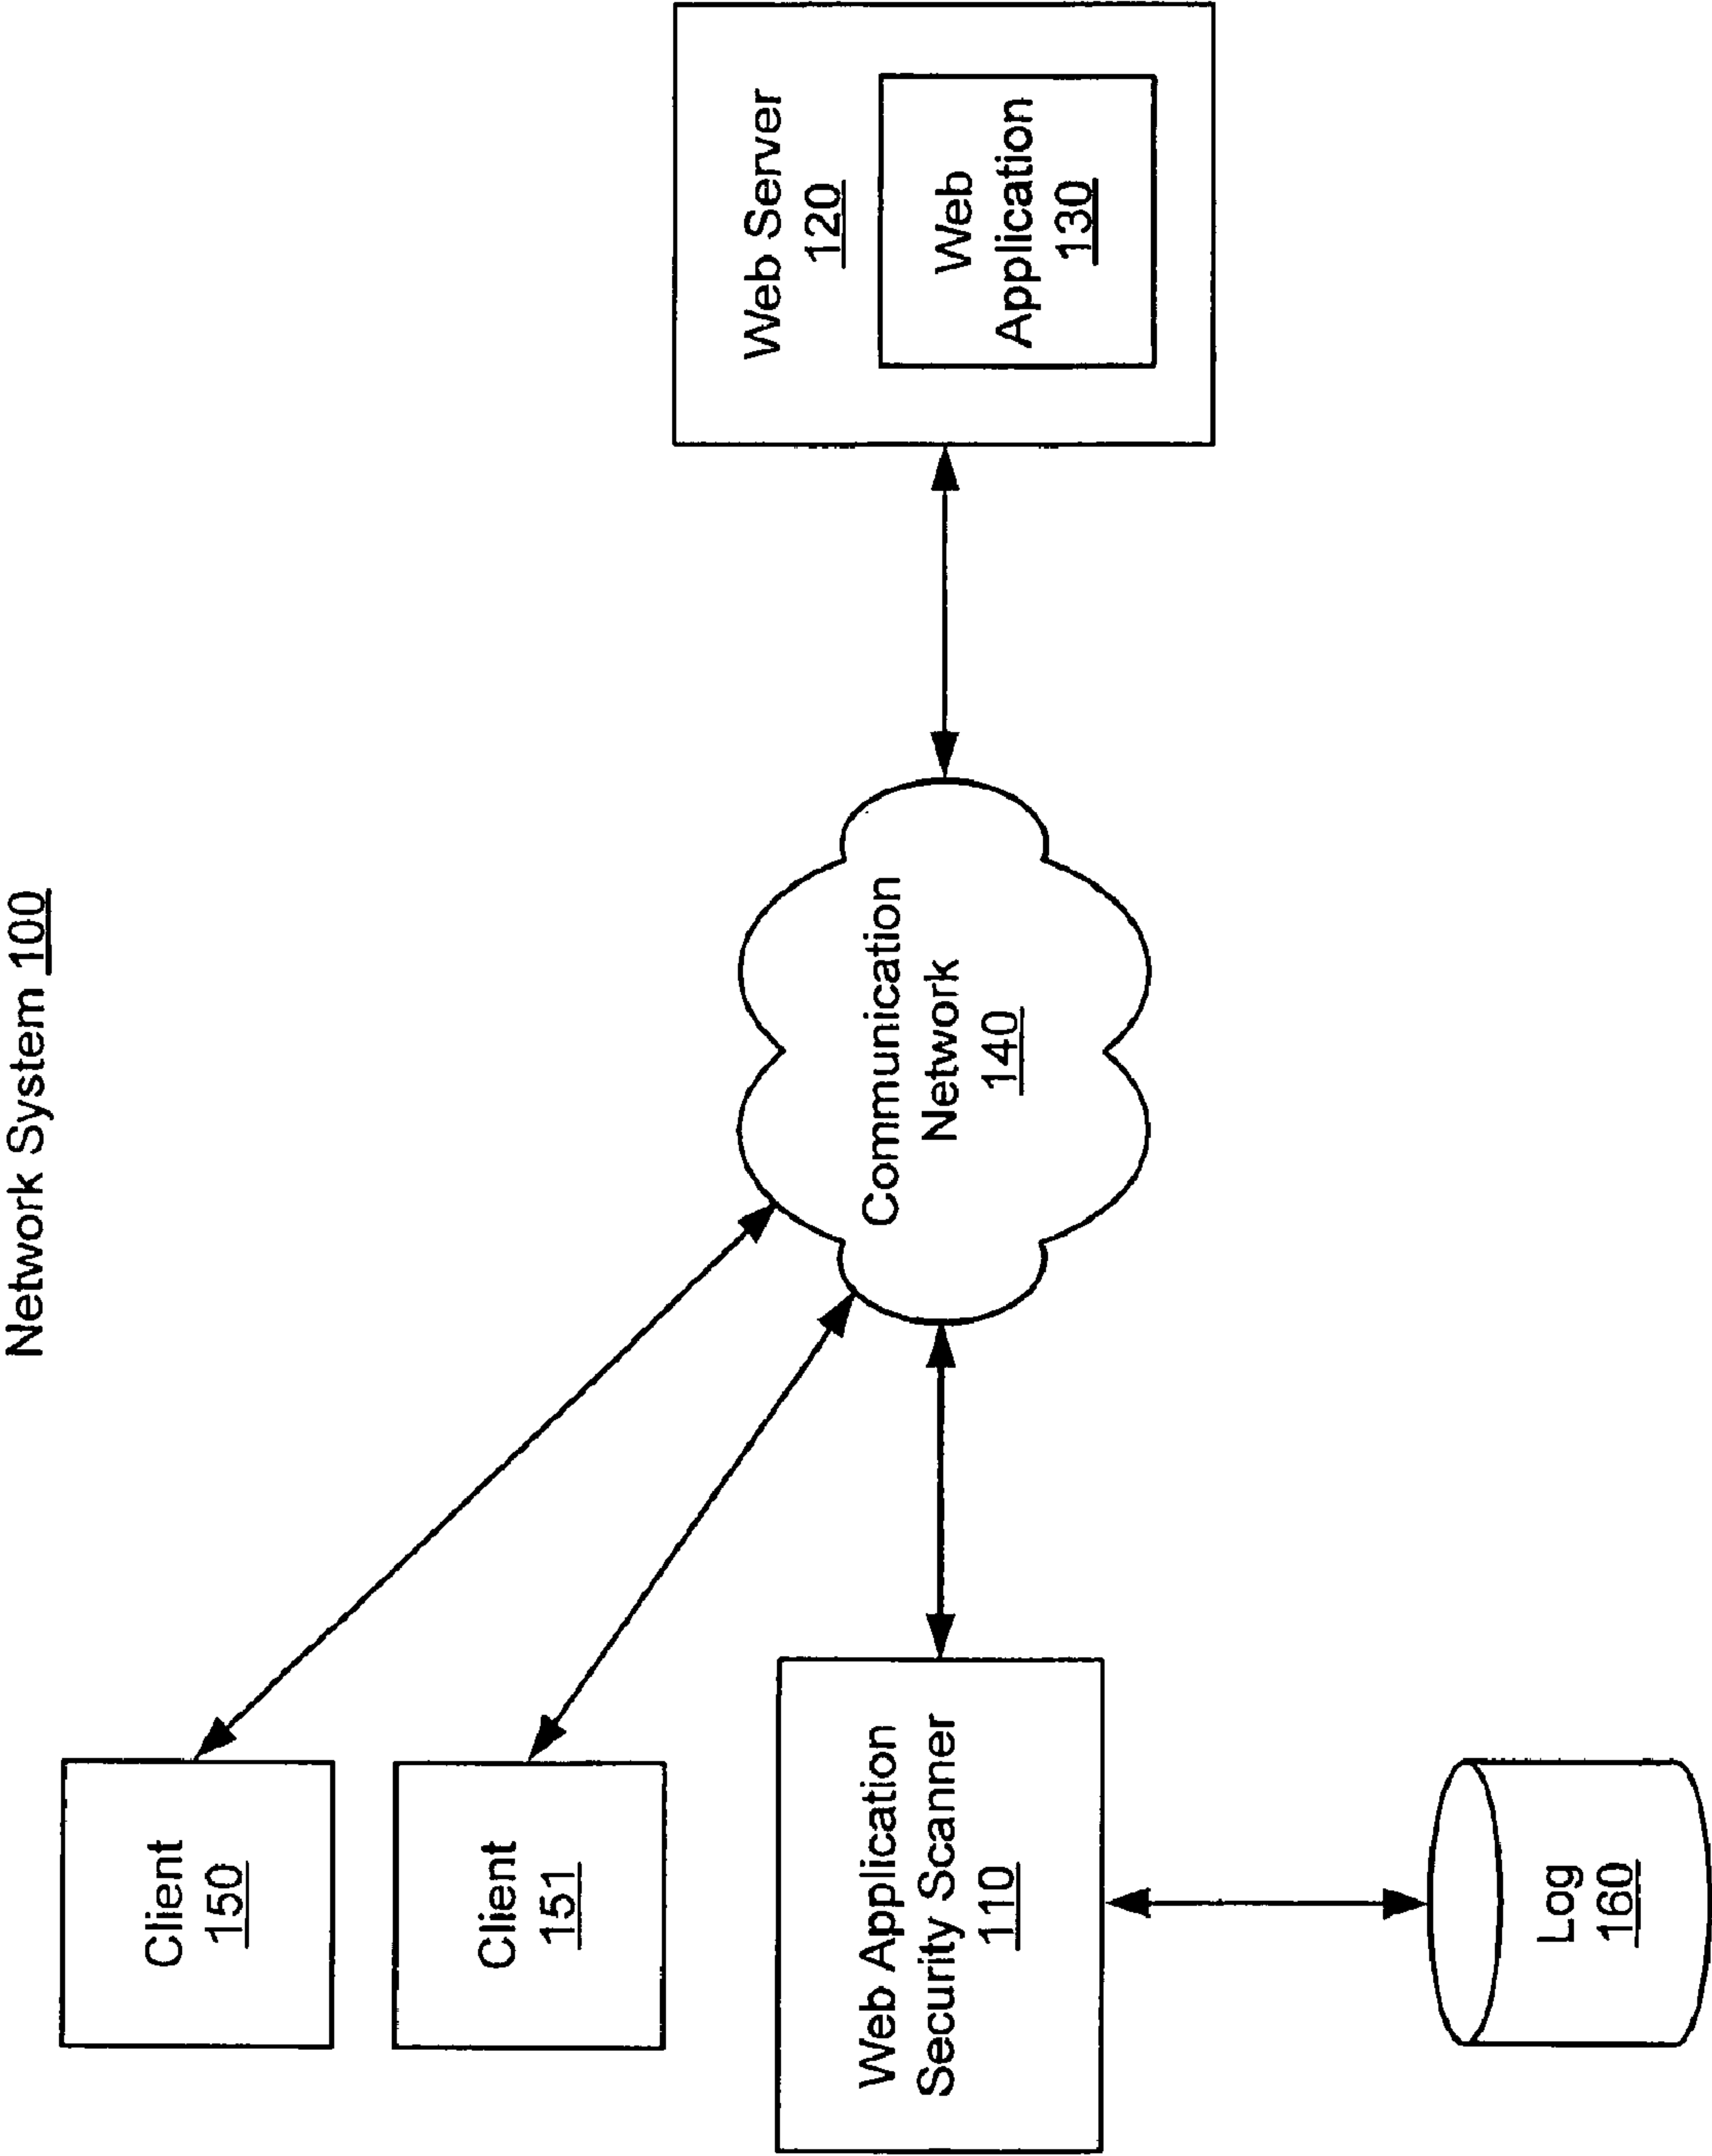 Network System 100
Client
150
Client
151
Web Application
Security Scanner
110
Log
160
Communication
Network
140
Web Server
120
Web
Application
130